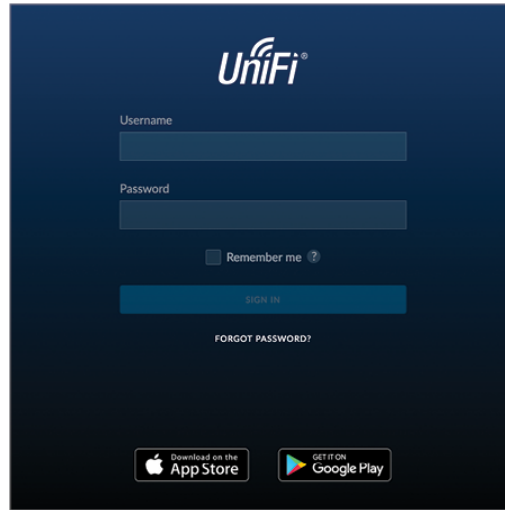 UniFi®
Username
Password
Remember me ?
SIGN IN
FORGOT PASSWORD?
Download on the
App Store
GET IT ON
Google Play